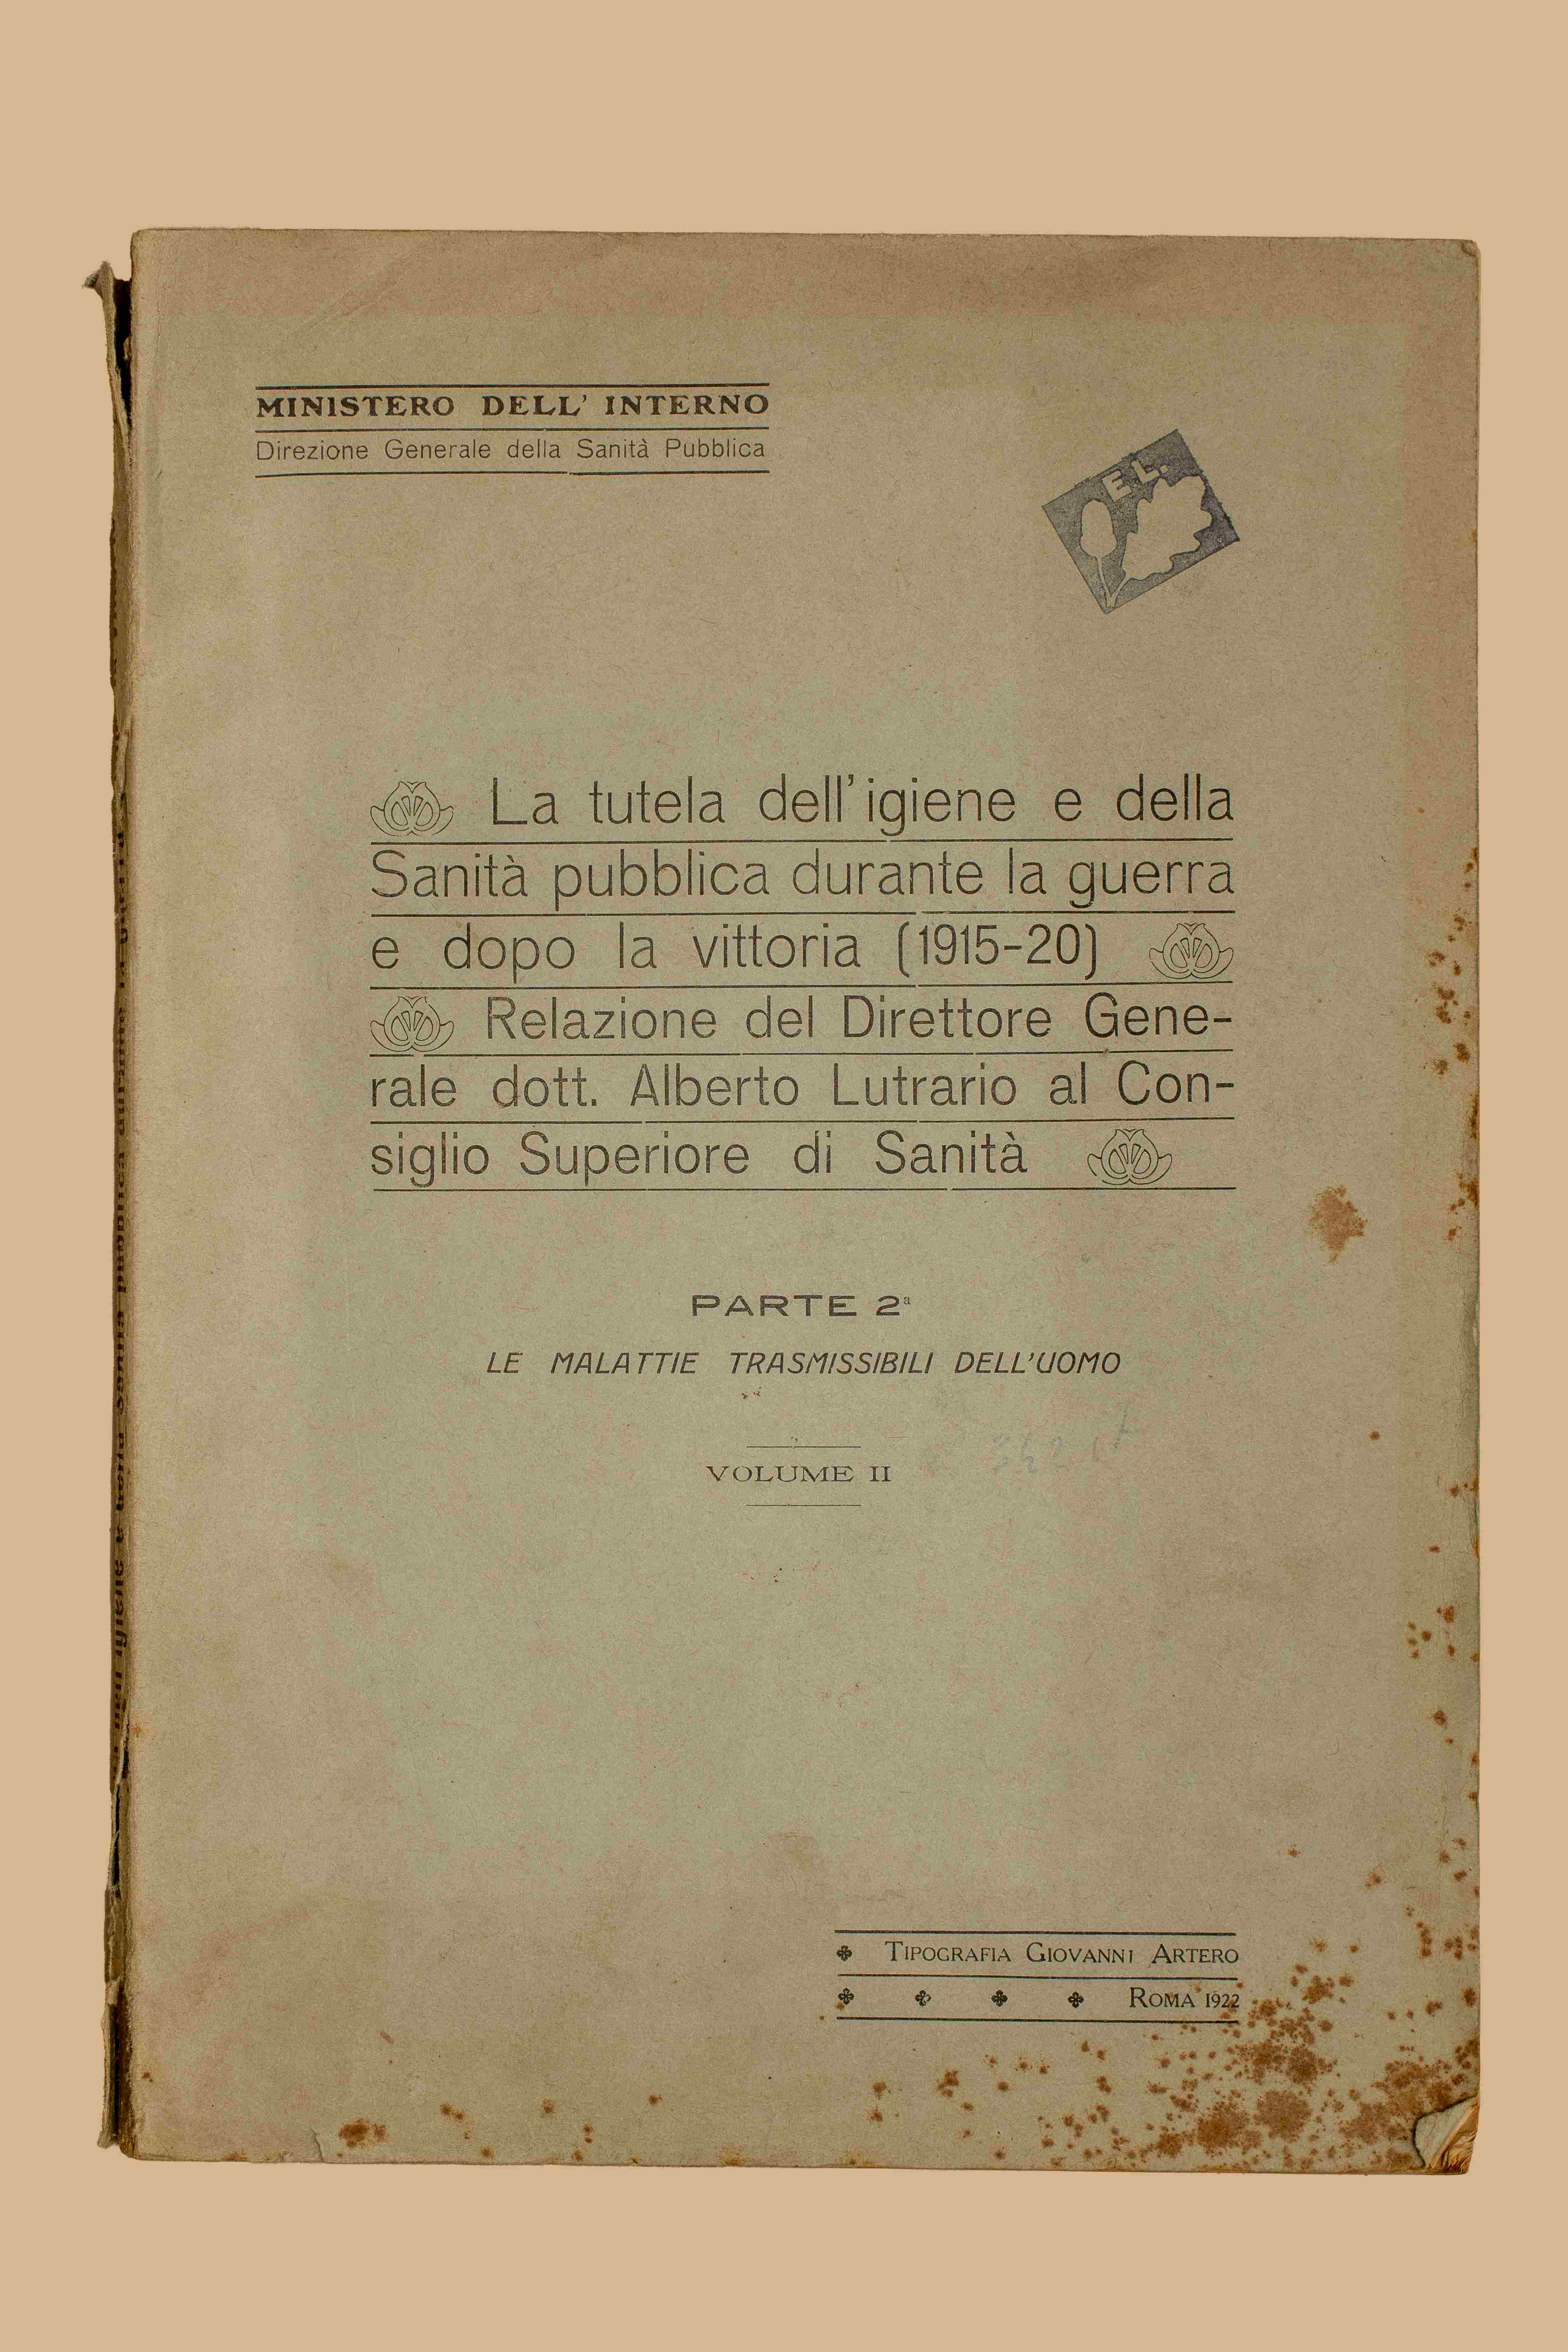 MINISTERO DELL' INTERNO
Direzione Generale della Sanità Pubblica
E L.
La tutela dell'igiene e della
Sanità pubblica durante la guerra
e dopo la vittoria (1915-20)
Relazione del Direttore Gene-
rale dott. Alberto Lutrario al Con-
siglio Superiore di Sanità
PARTE 2ª
LE MALATTIE TRASMISSIBILI DELL'UOMO
VOLUME II
TIPOGRAFIA GIOVANNI ARTERO
ROMA 1922